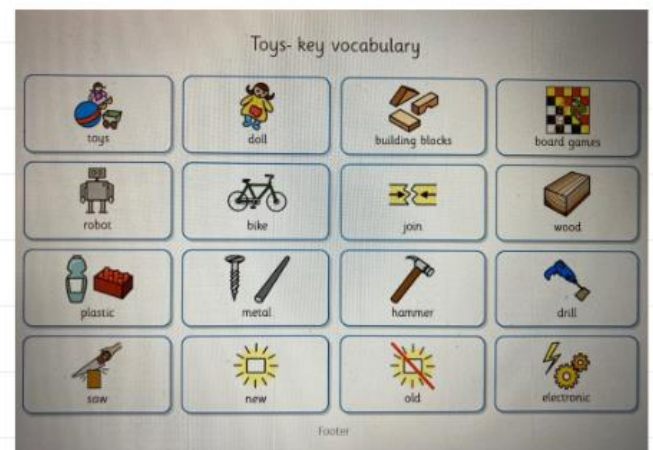 Toys- key vocabulary
toys
doll
building blocks
board games
robot
bike
join
wood
plastic
metal
hammer
drill
saw
new
old
electronic
Footer